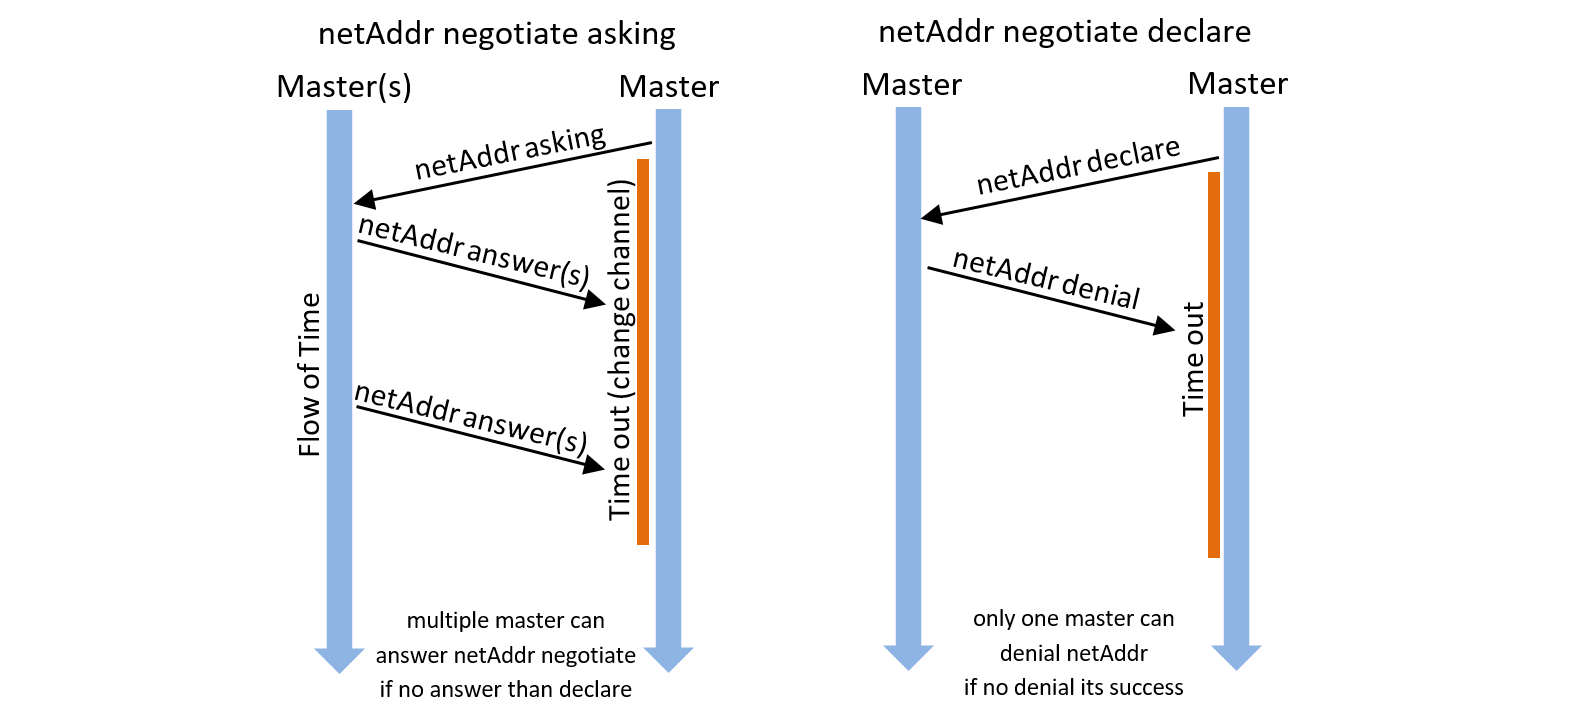 netAddr negotiate asking
Master(s)
Master
netAddr asking
netAddr answer(s)
netAddr answer(s)
Flow of Time
Time out (change channel)
multiple master can
answer netAddr negotiate
if no answer than declare
netAddr negotiate declare
Master
Master
netAddr declare
netAddr denial
Time out
only one master can
denial netAddr
if no denial its success